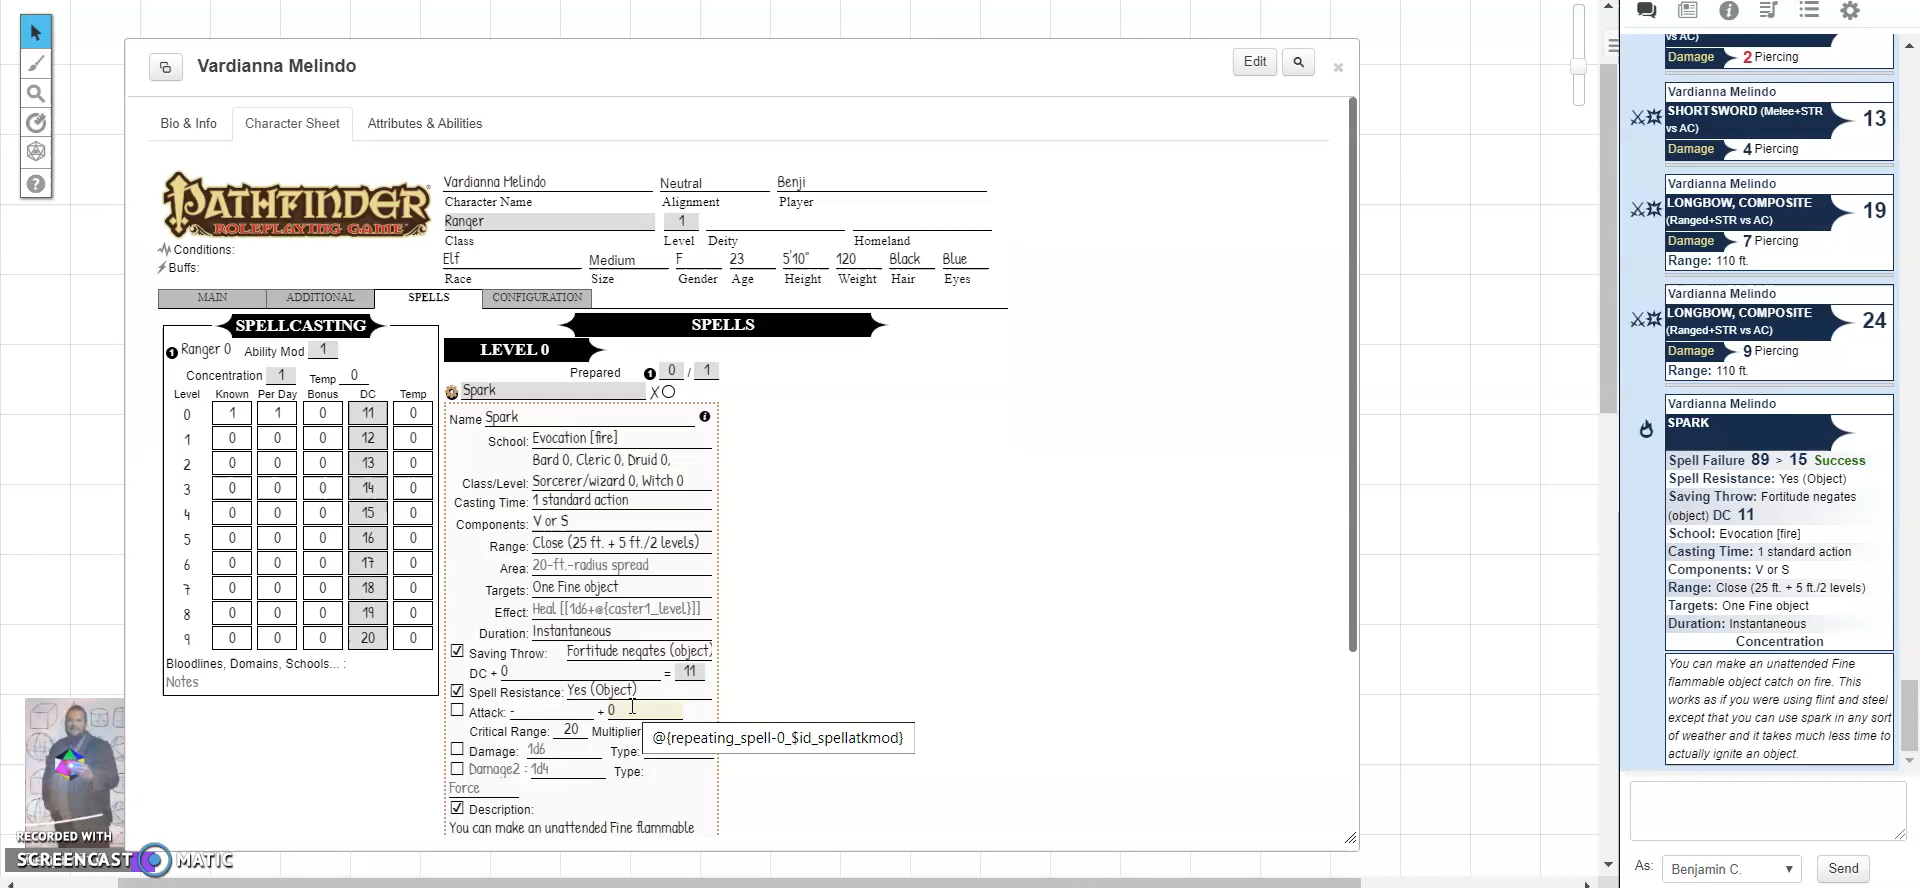 Vardianna Melindo
Edit
Bio & Info
Character Sheet
Attributes & Abilities
PATHFINDER
ROLEPLAYING GAME
Conditions:
Buffs:
Vardianna Melindo Neutral Benji
Character Name Alignment Player
Ranger 1
Class Level Deity Homeland
Elf Medium F 23 5'10" 120 Black Blue
Race Size Gender Age Height Weight Hair Eyes
MAIN ADDITIONAL SPELLS CONFIGURATION
SPELLCASTING
1 Ranger 0 Ability Mod 1
Concentration 1 Temp 0
Level Known Per Day Bonus DC Temp
0 1 1 0 11 0
1 0 0 0 12 0
2 0 0 0 13 0
3 0 0 0 14 0
4 0 0 0 15 0
5 0 0 0 16 0
6 0 0 0 17 0
7 0 0 0 18 0
8 0 0 0 19 0
9 0 0 0 20 0
Bloodlines, Domains, Schools... :
Notes
SPELLS
LEVEL 0
Prepared 1 0 / 1
Spark X
Name Spark
School: Evocation [fire]
Bard 0, Cleric 0, Druid 0,
Class/Level: Sorcerer/wizard 0, Witch 0
Casting Time: 1 standard action
Components: V or S
Range: Close (25 ft. + 5 ft./2 levels)
Area: 20-ft.-radius spread
Targets: One Fine object
Effect: Heal [[1d6+@{caster1_level}]]
Duration: Instantaneous
Saving Throw: Fortitude negates (object)
DC + 0 = 11
Spell Resistance: Yes (Object)
Attack: - + 0
Critical Range: 20 Multiplier
@{repeating_spell-0_$id_spellatkmod}
Damage: 1d6 Type:
Damage2 : 1d4 Type:
Force
Description:
You can make an unattended Fine flammable
RECORDED WITH
SCREENCAST MATIC
vs AC)
Damage 2 Piercing
Vardianna Melindo
SHORTSWORD (Melee+STR
vs AC) 13
Damage 4 Piercing
Vardianna Melindo
LONGBOW, COMPOSITE
(Ranged+STR vs AC) 19
Damage 7 Piercing
Range: 110 ft.
Vardianna Melindo
LONGBOW, COMPOSITE
(Ranged+STR vs AC) 24
Damage 9 Piercing
Range: 110 ft.
Vardianna Melindo
SPARK
Spell Failure 89 > 15 Success
Spell Resistance: Yes (Object)
Saving Throw: Fortitude negates
(object) DC 11
School: Evocation [fire]
Casting Time: 1 standard action
Components: V or S
Range: Close (25 ft. + 5 ft./2 levels)
Targets: One Fine object
Duration: Instantaneous
Concentration
You can make an unattended Fine
flammable object catch on fire. This
works as if you were using flint and steel
except that you can use spark in any sort
of weather and it takes much less time to
actually ignite an object.
As: Benjamin C. Send